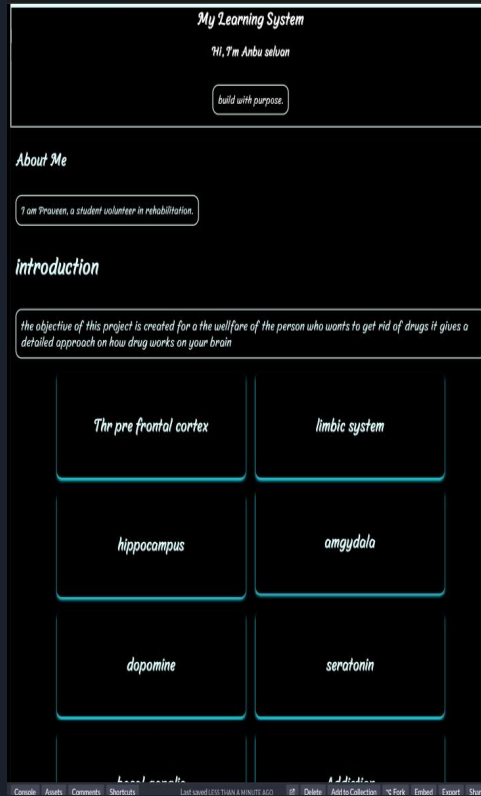 My Learning System
Hi, I'm Anbu selvan
build with purpose.
About Me
I am Praveen, a student volunteer in rehabilitation.
introduction
the objective of this project is created for a the wellfare of the person who wants to get rid of drugs it gives a
detailed approach on how drug works on your brain
Thr pre frontal cortex
limbic system
hippocampus
amgydala
dopomine
seratonin
Addiction
Console Assets Comments Shortcuts Last saved LESS THAN A MINUTE AGO Delete Add to Collection Fork Embed Export